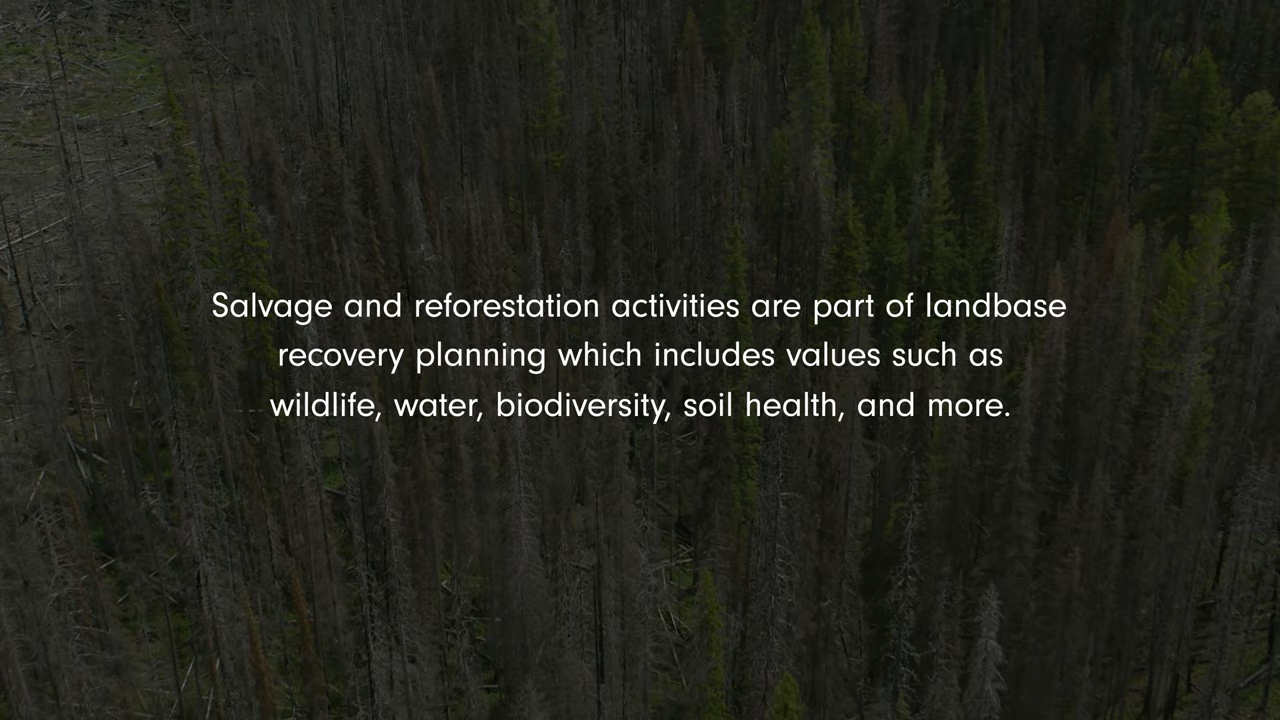 Salvage and reforestation activities are part of landbase
recovery planning which includes values such as
wildlife, water, biodiversity, soil health, and more.